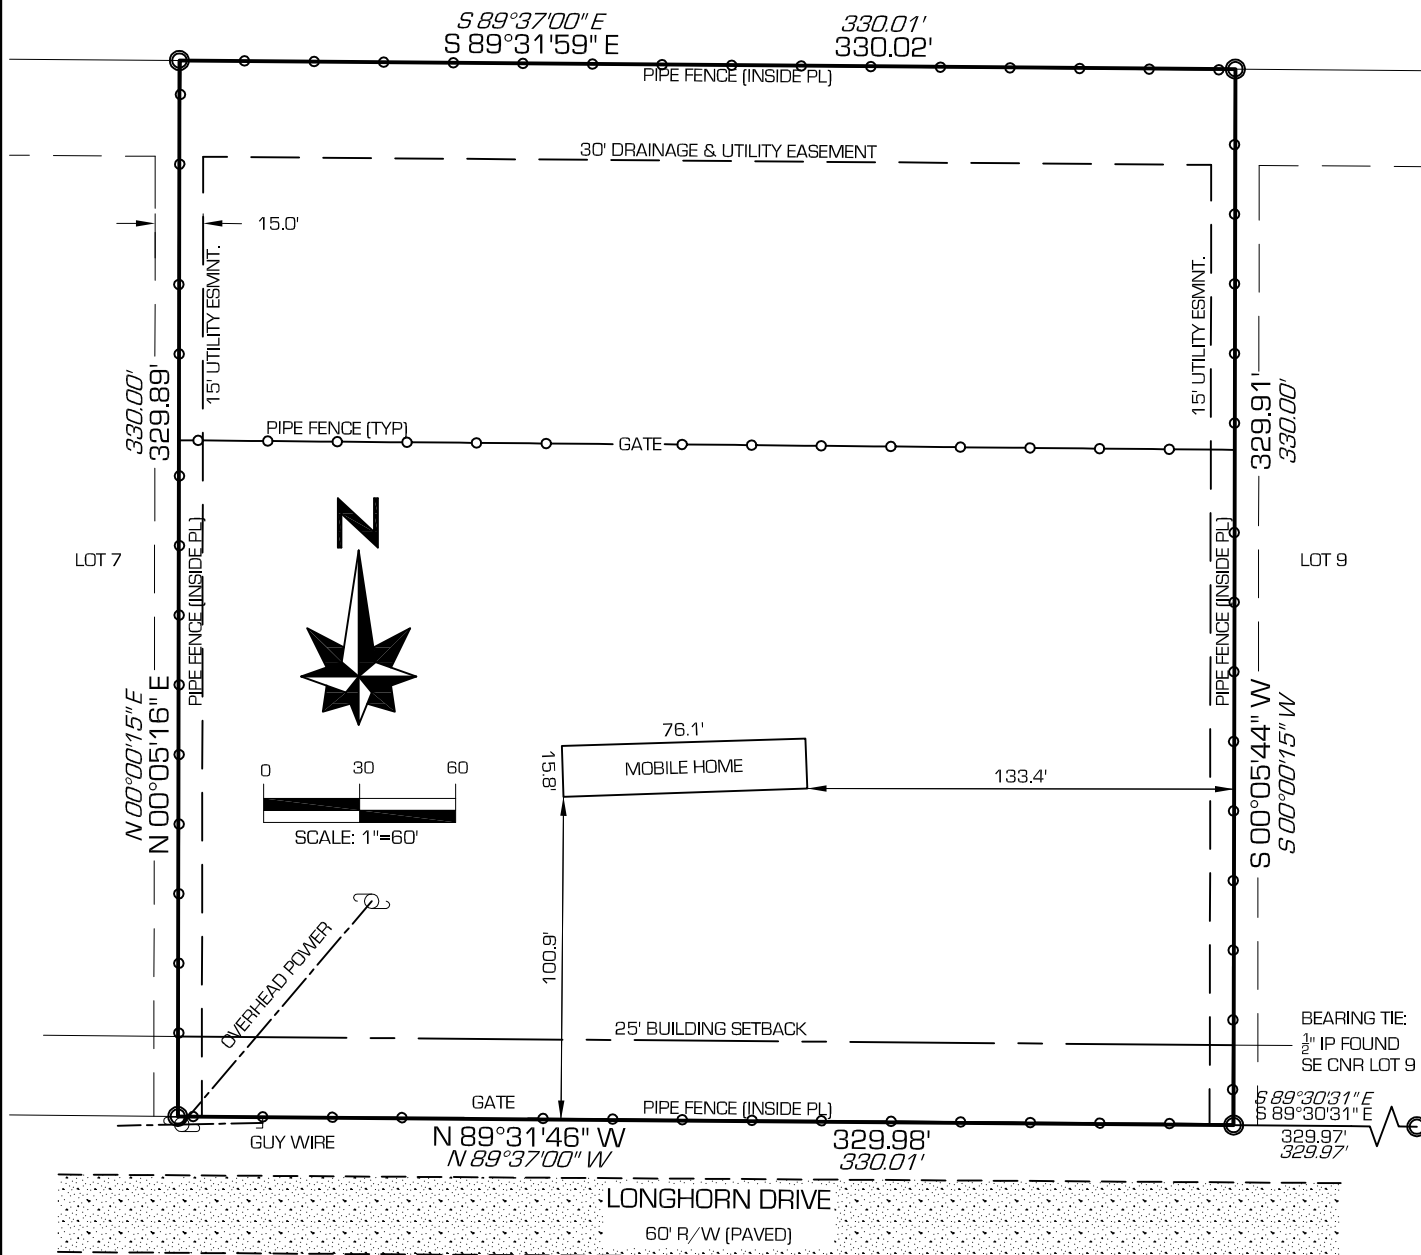 S 89°37'00" E 330.01'
S 89°31'59" E 330.02'
PIPE FENCE (INSIDE PL)
30' DRAINAGE & UTILITY EASEMENT
15.0'
15' UTILITY ESMNT.
15' UTILITY ESMNT.
330.00'
329.89'
329.91'
330.00'
PIPE FENCE (TYP)
GATE
N
LOT 7
PIPE FENCE (INSIDE PL)
PIPE FENCE (INSIDE PL)
LOT 9
N 00°00'15" E
N 00°05'16" E
S 00°05'44" W
S 00°00'15" W
76.1'
15.8'
MOBILE HOME
133.4'
0 30 60
SCALE: 1"=60'
100.9'
OVERHEAD POWER
25' BUILDING SETBACK
BEARING TIE:
1/2" IP FOUND
SE CNR LOT 9
GATE
PIPE FENCE (INSIDE PL)
S 89°30'31" E
S 89°30'31" E
329.97'
329.97'
GUY WIRE
N 89°31'46" W 329.98'
N 89°37'00" W 330.01'
LONGHORN DRIVE
60' R/W (PAVED)